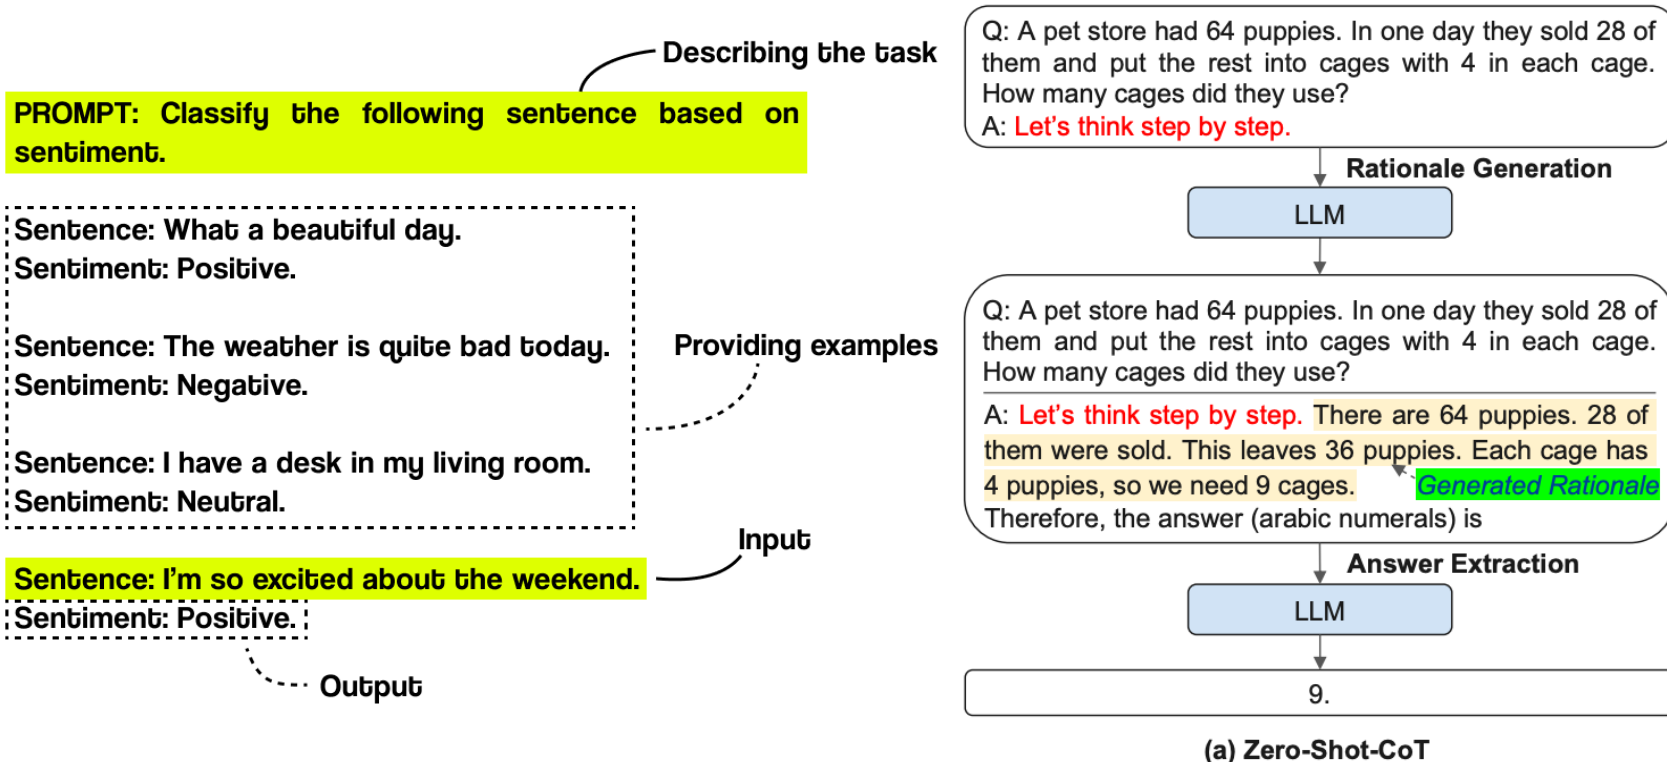 Describing the task
PROMPT: Classify the following sentence based on
sentiment.
Sentence: What a beautiful day.
Sentiment: Positive.
Sentence: The weather is quite bad today.
Sentiment: Negative.
Providing examples
Sentence: I have a desk in my living room.
Sentiment: Neutral.
Input
Sentence: I'm so excited about the weekend.
Sentiment: Positive.
Output
Q: A pet store had 64 puppies. In one day they sold 28 of
them and put the rest into cages with 4 in each cage.
How many cages did they use?
A: Let's think step by step.
Rationale Generation
LLM
Q: A pet store had 64 puppies. In one day they sold 28 of
them and put the rest into cages with 4 in each cage.
How many cages did they use?
A: Let's think step by step. There are 64 puppies. 28 of
them were sold. This leaves 36 puppies. Each cage has
4 puppies, so we need 9 cages.
Generated Rationale
Therefore, the answer (arabic numerals) is
Answer Extraction
LLM
9.
(a) Zero-Shot-CoT